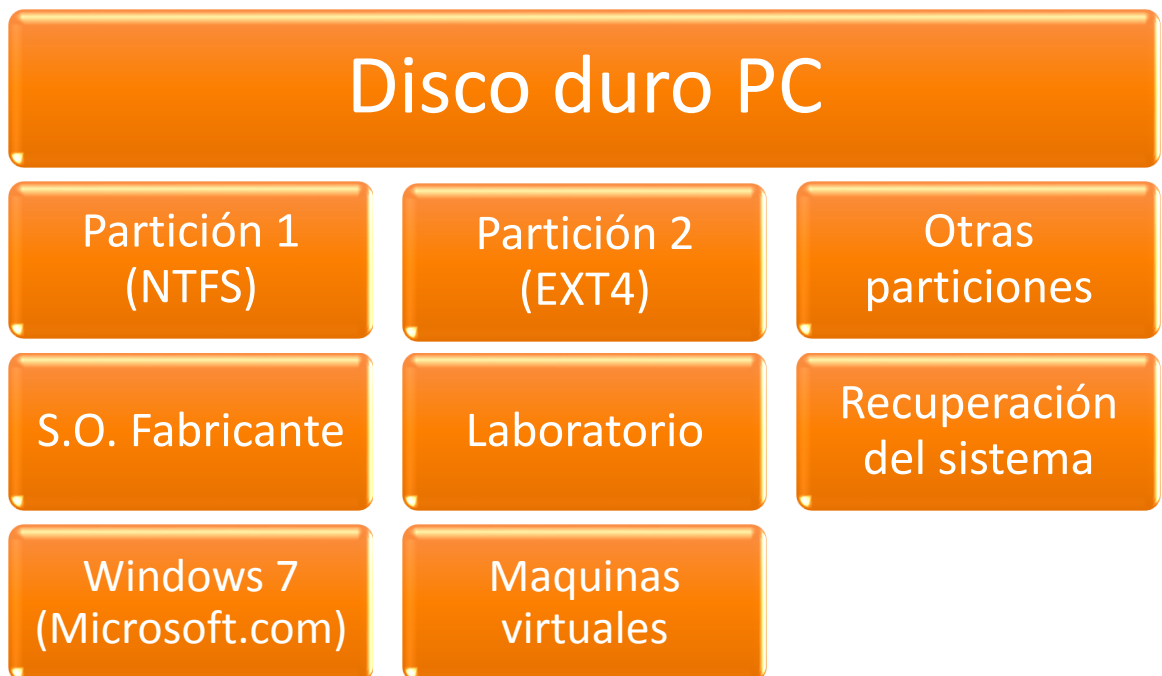 Disco duro PC
Partición 1
(NTFS)
Partición 2
(EXT4)
Otras
particiones
S.O. Fabricante
Laboratorio
Recuperación
del sistema
Windows 7
(Microsoft.com)
Maquinas
virtuales